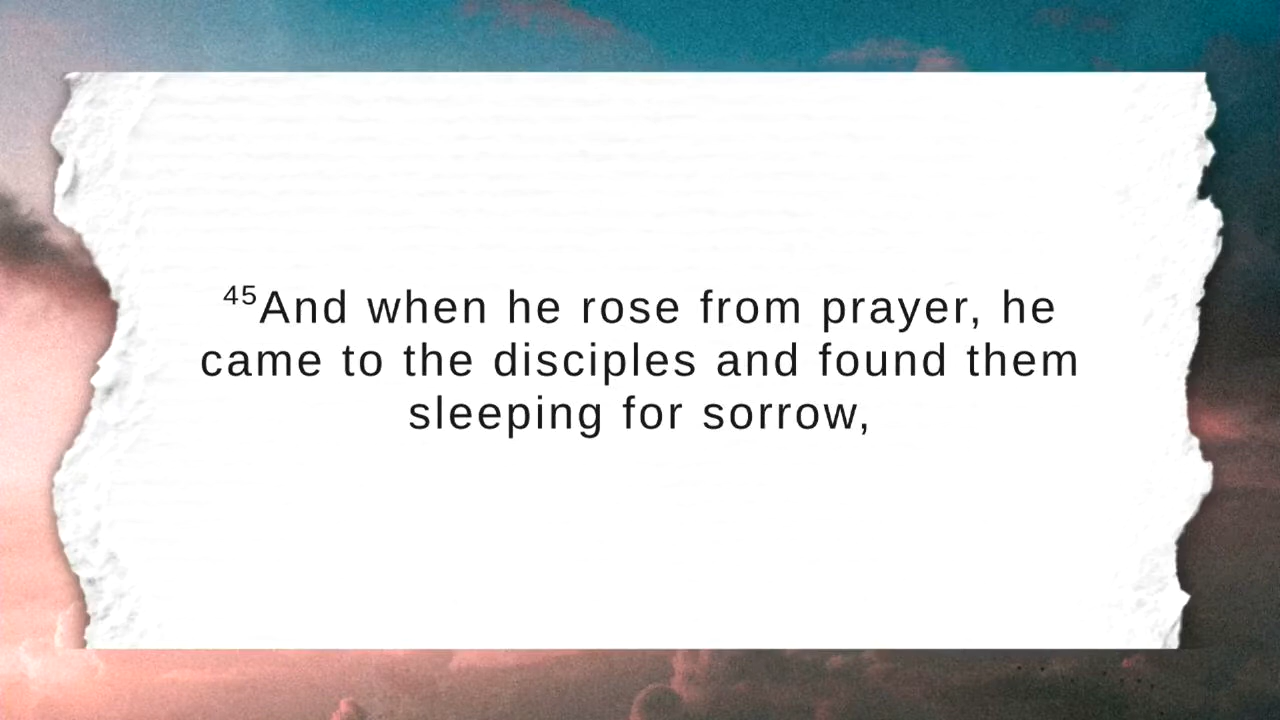 45And when he rose from prayer, he
came to the disciples and found them
sleeping for sorrow,